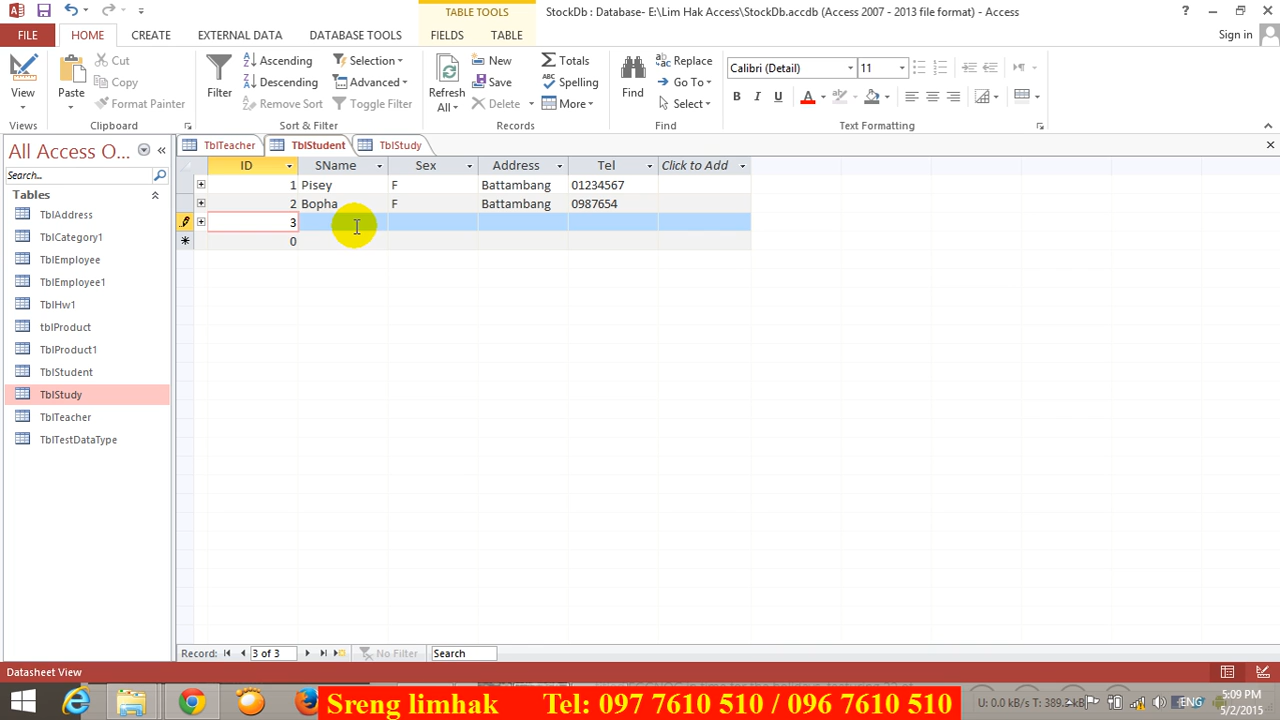 TABLE TOOLS
StockDb : Database- E:\Lim Hak Access\StockDb.accdb (Access 2007 - 2013 file format) - Access
FILE HOME CREATE EXTERNAL DATA DATABASE TOOLS FIELDS TABLE Sign in
View
Views
Paste
Cut
Copy
Format Painter
Clipboard
Filter
Ascending
Descending
Remove Sort
Selection
Advanced
Toggle Filter
Sort & Filter
Refresh
All
New
Save
Delete
Totals
Spelling
More
Records
Find
Replace
Go To
Select
Find
Calibri (Detail) 11
B I U
Text Formatting
All Access O...
Search...
Tables
TblAddress
TblCategory1
TblEmployee
TblEmployee1
TblHw1
tblProduct
TblProduct1
TblStudent
TblStudy
TblTeacher
TblTestDataType
TblTeacher TblStudent TblStudy
ID SName Sex Address Tel Click to Add
1 Pisey F Battambang 01234567
2 Bopha F Battambang 0987654
3
0
Record: 3 of 3 No Filter Search
Datasheet View
Sreng limhak Tel: 097 7610 510 / 096 7610 510
U: 0.0 kB/s
ENG
5:09 PM
5/2/2015